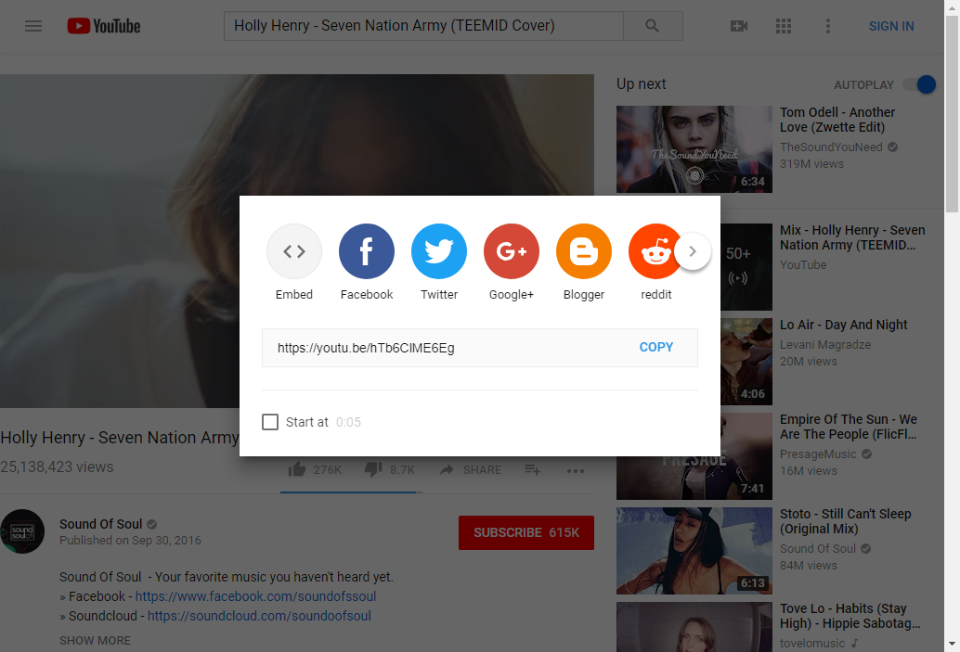 YouTube
Holly Henry - Seven Nation Army (TEEMID Cover)
SIGN IN
Up next
AUTOPLAY
TheSoundYouNeed
6:34
Tom Odell - Another
Love (Zwette Edit)
TheSoundYouNeed
319M views
50+
Mix - Holly Henry - Seven
Nation Army (TEEMID...
YouTube
4:06
Lo Air - Day And Night
Levani Magradze
20M views
PRESAGE
7:41
Empire Of The Sun - We
Are The People (FlicFl...
PresageMusic
16M views
6:13
Stoto - Still Can't Sleep
(Original Mix)
Sound Of Soul
84M views
Tove Lo - Habits (Stay
High) - Hippie Sabotag...
tovelomusic
Embed
Facebook
Twitter
Google+
Blogger
reddit
https://youtu.be/hTb6CIME6Eg
COPY
Start at 0:05
Holly Henry - Seven Nation Army
25,138,423 views
276K
8.7K
SHARE
sound
soul
Sound Of Soul
Published on Sep 30, 2016
SUBSCRIBE 615K
Sound Of Soul - Your favorite music you haven't heard yet.
» Facebook - https://www.facebook.com/soundofssoul
» Soundcloud - https://soundcloud.com/soundoofsoul
SHOW MORE